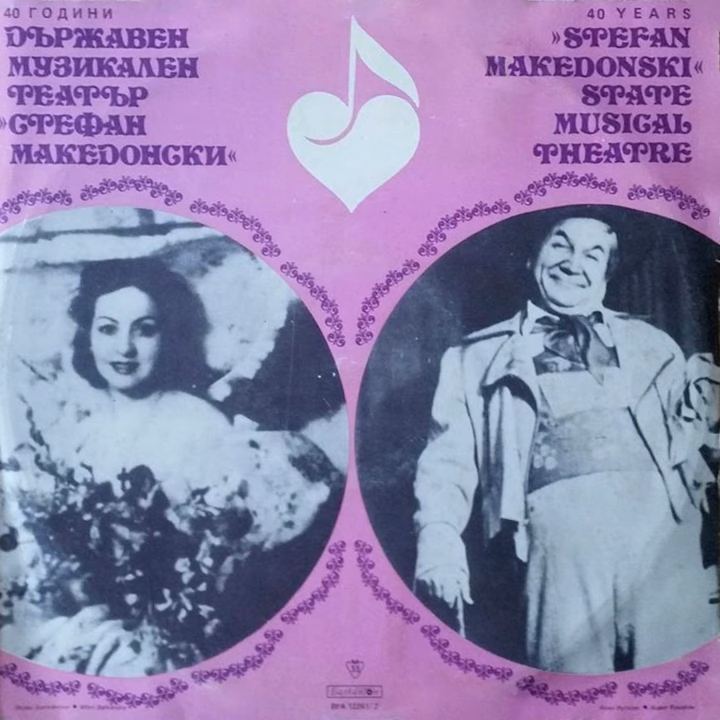 40 ГОДИНИ
ДЪРЖАВЕН
МУЗИКАЛЕН
ТЕАТЪР
»СТЕФАН
МАКЕДОНСКИ«
40 YEARS
»STEFAN
MAKEDONSKI«
STATE
MUSICAL
THEATRE